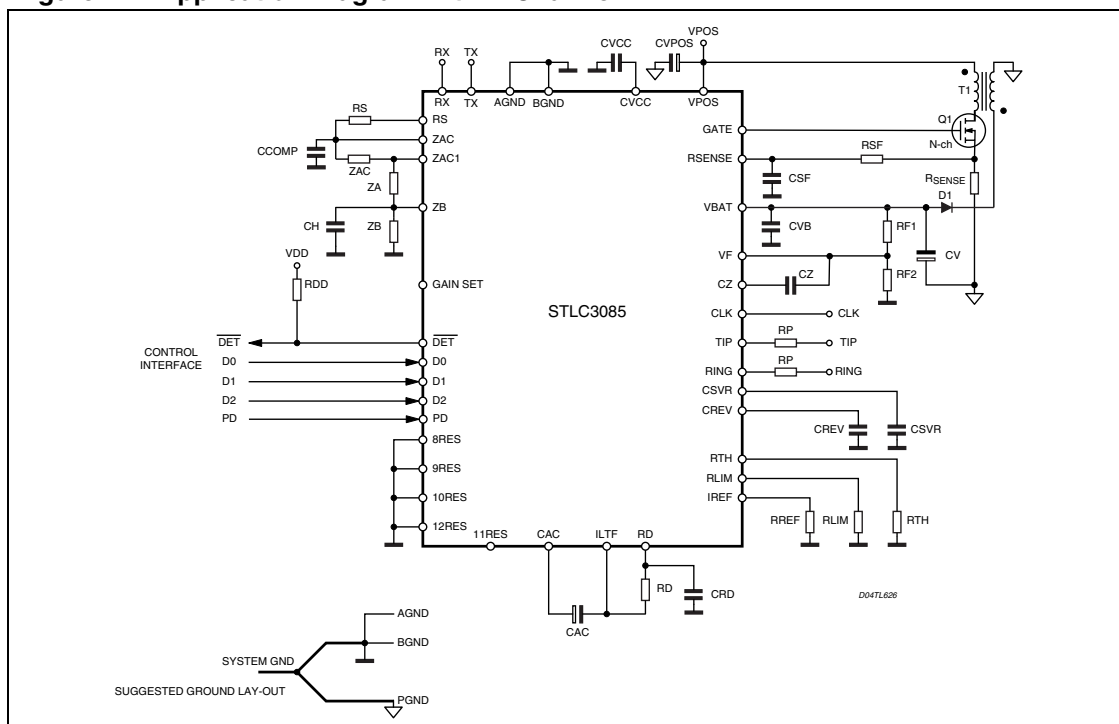 VPOS
RX TX CVCC CVPOS
RX TX AGND BGND CVCC VPOS
T1
RS RS
ZAC
CCOMP
ZAC ZAC1
ZA
CH ZB ZB
VDD
RDD
GAIN SET
STLC3085
GATE Q1
N-ch
RSENSE RSF
CSF RSENSE
D1
VBAT
CVB RF1
CV
VF
CZ CZ RF2
CLK CLK
RP
TIP TIP
RP
RING RING
CSVR
CREV
CREV CSVR
RTH
RLIM
IREF
RREF RLIM RTH
CONTROL
INTERFACE
DET DET
D0 D0
D1 D1
D2 D2
PD PD
8RES
9RES
10RES
12RES
11RES CAC ILTF RD
RD CRD
CAC
D04TL626
AGND
BGND
SYSTEM GND
SUGGESTED GROUND LAY-OUT
PGND